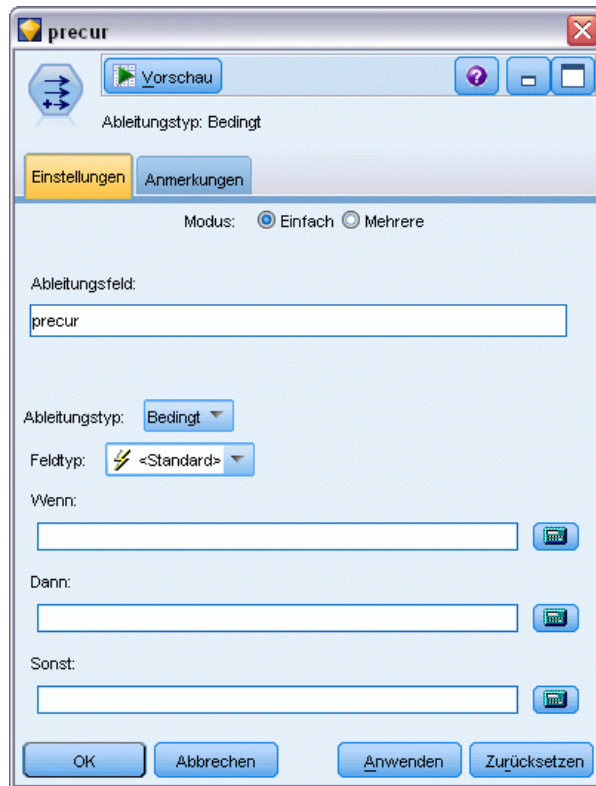 precur
Vorschau
Ableitungstyp: Bedingt
Einstellungen Anmerkungen
Modus: Einfach Mehrere
Ableitungsfeld:
precur
Ableitungstyp: Bedingt
Feldtyp: <Standard>
Wenn:
Dann:
Sonst:
OK Abbrechen Anwenden Zurücksetzen